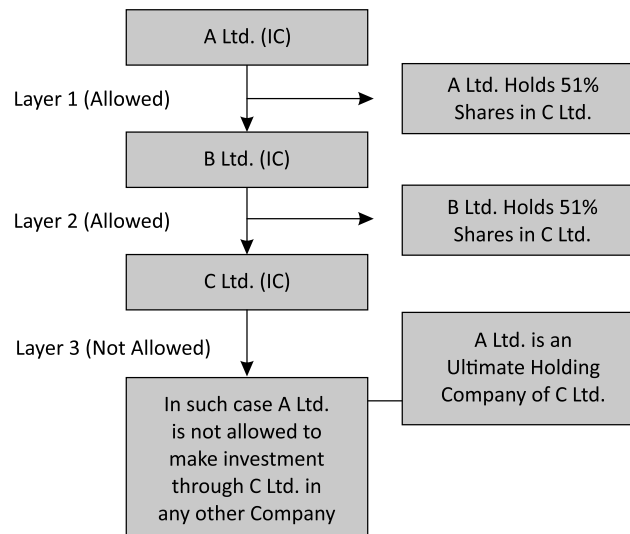 A Ltd. (IC)
Layer 1 (Allowed)
A Ltd. Holds 51%
Shares in C Ltd.
B Ltd. (IC)
Layer 2 (Allowed)
B Ltd. Holds 51%
Shares in C Ltd.
C Ltd. (IC)
Layer 3 (Not Allowed)
A Ltd. is an
Ultimate Holding
Company of C Ltd.
In such case A Ltd.
is not allowed to
make investment
through C Ltd. in
any other Company